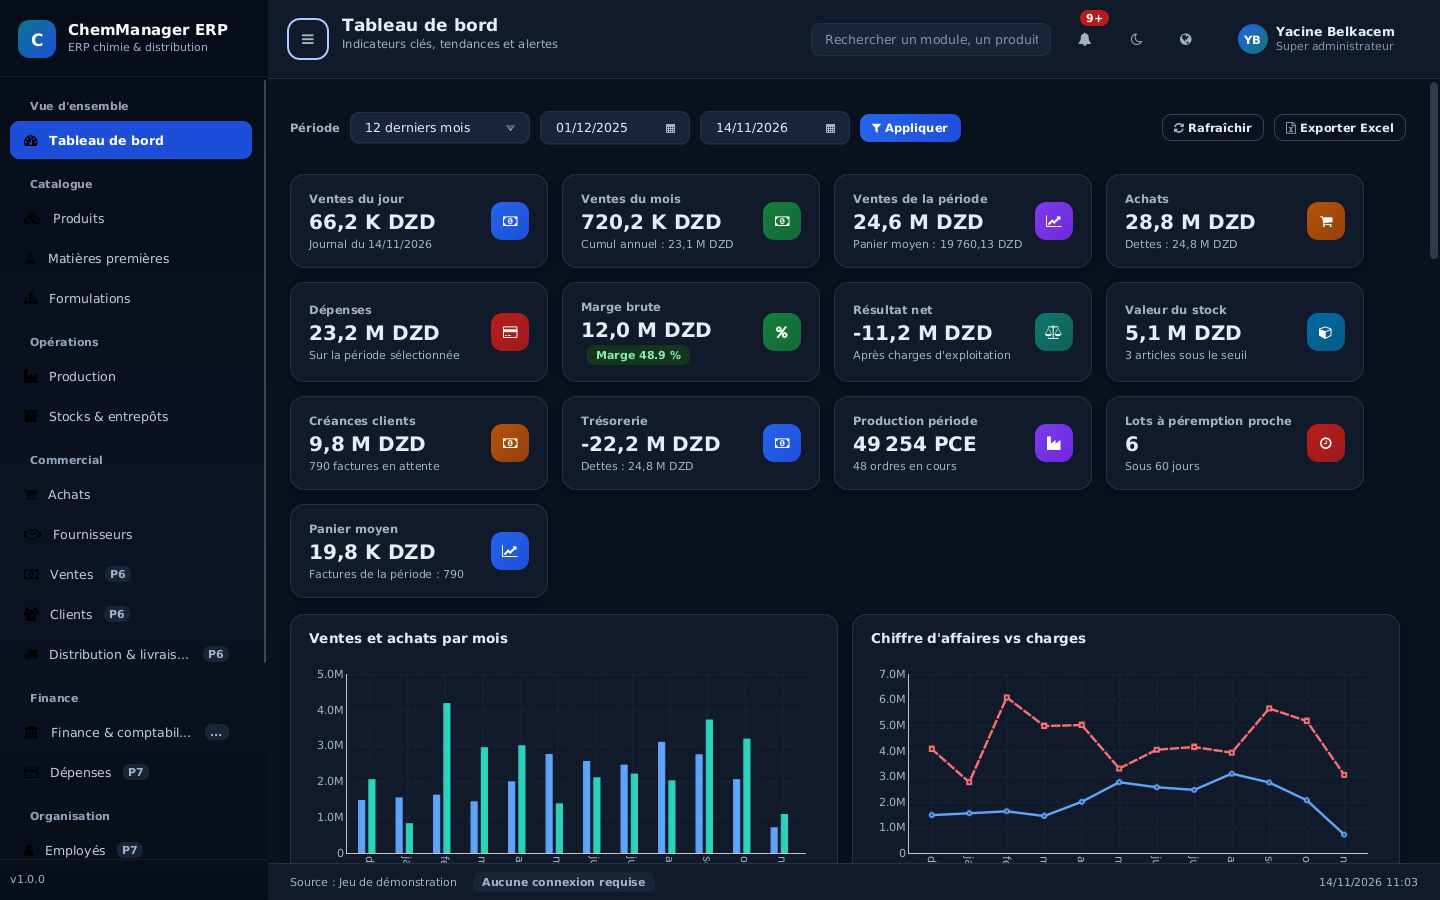 C
ChemManager ERP
ERP chimie & distribution
Tableau de bord
Indicateurs clés, tendances et alertes
Rechercher un module, un produit
9+
YB
Yacine Belkacem
Super administrateur
Vue d'ensemble
Tableau de bord
Catalogue
Produits
Matières premières
Formulations
Opérations
Production
Stocks & entrepôts
Commercial
Achats
Fournisseurs
Ventes P6
Clients P6
Distribution & livrais... P6
Finance
Finance & comptabil... ...
Dépenses P7
Organisation
Employés P7
v1.0.0
Période
12 derniers mois
01/12/2025
14/11/2026
Appliquer
Rafraîchir
Exporter Excel
Ventes du jour
66,2 K DZD
Journal du 14/11/2026
Ventes du mois
720,2 K DZD
Cumul annuel : 23,1 M DZD
Ventes de la période
24,6 M DZD
Panier moyen : 19 760,13 DZD
Achats
28,8 M DZD
Dettes : 24,8 M DZD
Dépenses
23,2 M DZD
Sur la période sélectionnée
Marge brute
12,0 M DZD
Marge 48.9 %
Résultat net
-11,2 M DZD
Après charges d'exploitation
Valeur du stock
5,1 M DZD
3 articles sous le seuil
Créances clients
9,8 M DZD
790 factures en attente
Trésorerie
-22,2 M DZD
Dettes : 24,8 M DZD
Production période
49 254 PCE
48 ordres en cours
Lots à péremption proche
6
Sous 60 jours
Panier moyen
19,8 K DZD
Factures de la période : 790
Ventes et achats par mois
5.0M
4.0M
3.0M
2.0M
1.0M
0
Chiffre d'affaires vs charges
7.0M
6.0M
5.0M
4.0M
3.0M
2.0M
1.0M
0
Source : Jeu de démonstration
Aucune connexion requise
14/11/2026 11:03